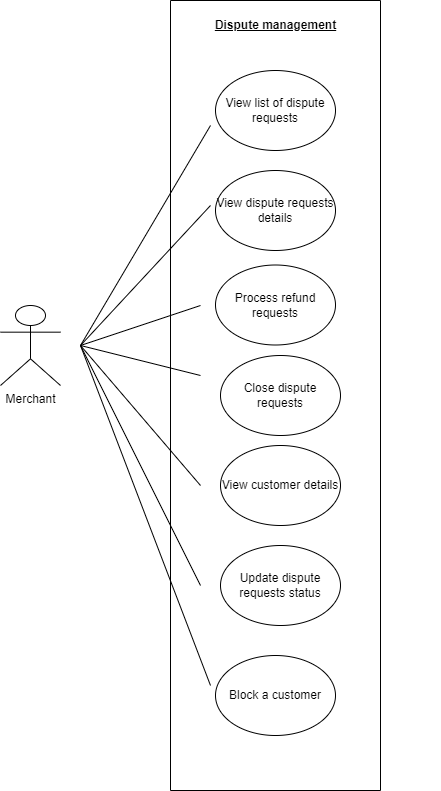 Dispute management
View list of dispute
requests
View dispute requests
details
Process refund
requests
Merchant
Close dispute
requests
View customer details
Update dispute
requests status
Block a customer